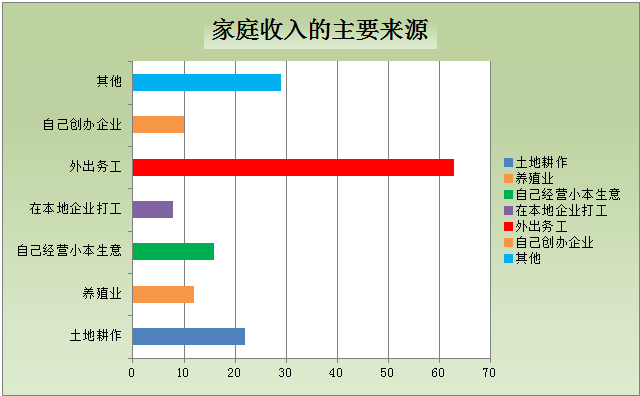 家庭收入的主要来源
其他
自己创办企业
外出务工
在本地企业打工
自己经营小本生意
养殖业
土地耕作
0 10 20 30 40 50 60 70
土地耕作
养殖业
自己经营小本生意
在本地企业打工
外出务工
自己创办企业
其他